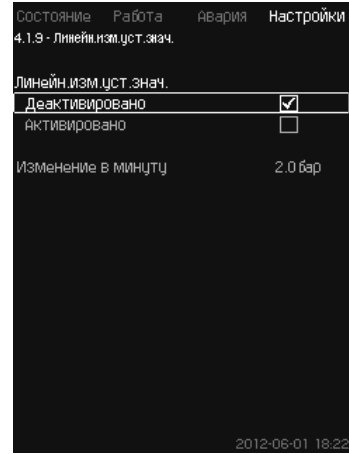 Состояние Работа Авария Настройки
4.1.9 - Линейн.изм.уст.знач.
Линейн.изм.уст.знач.
Деактивировано
Активировано
Изменение в минуту 2.0 бар
2012-06-01 18:22